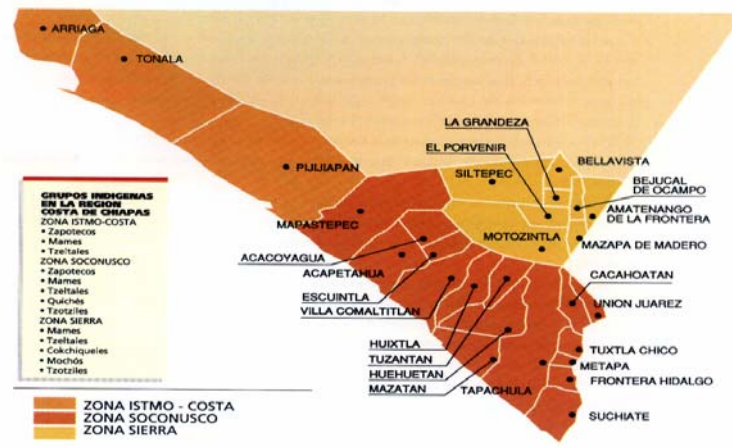 ARRIAGA
TONALA
PIJIJIAPAN
MAPASTEPEC
LA GRANDEZA
EL PORVENIR
SILTEPEC
BELLAVISTA
BEJUCAL
DE OCAMPO
AMATENANGO
DE LA FRONTERA
MOTOZINTLA
MAZAPA DE MADERO
ACACOYAGUA
ACAPETAHUA
ESCUINTLA
VILLA COMALTITLAN
HUIXTLA
TUZANTAN
HUEHUETAN
MAZATAN
TAPACHULA
CACAHOATAN
UNION JUAREZ
TUXTLA CHICO
METAPA
FRONTERA HIDALGO
SUCHIATE
GRUPOS INDIGENAS
EN LA REGION
COSTA DE CHIAPAS
ZONA ISTMO-COSTA
• Zapotecos
• Mames
• Tzeltales
ZONA SOCONUSCO
• Zapotecos
• Mames
• Tzeltales
• Quichés
• Tzotziles
ZONA SIERRA
• Mames
• Tzeltales
• Cokchiqueles
• Mochós
• Tzotziles
ZONA ISTMO - COSTA
ZONA SOCONUSCO
ZONA SIERRA